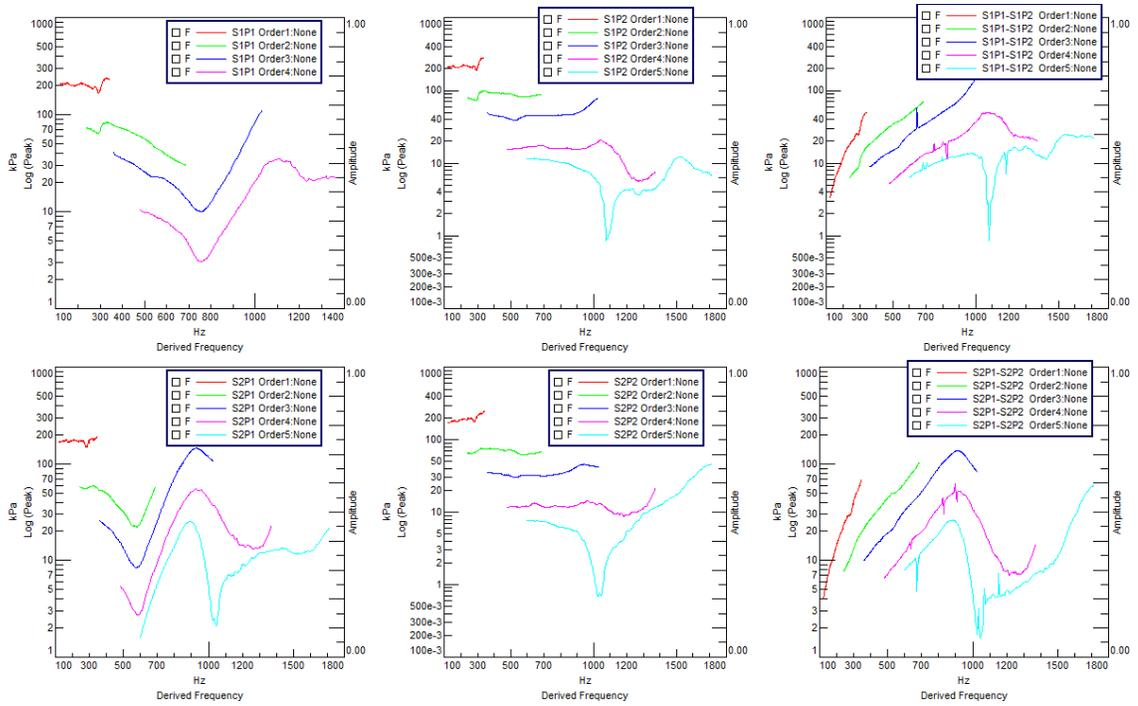 1000
500
300
200
100
70
50
30
20
10
7
5
3
2
1
kPa
Log (Peak)
F S1P1 Order1:None
F S1P1 Order2:None
F S1P1 Order3:None
F S1P1 Order4:None
1.00
Amplitude
0.00
100 300 400 500 700 1000 1200 1400
Hz
Derived Frequency
1000
400
200
100
50
40
20
10
5
4
2
1
500e-3
300e-3
200e-3
100e-3
kPa
Log (Peak)
F S1P2 Order1:None
F S1P2 Order2:None
F S1P2 Order3:None
F S1P2 Order4:None
F S1P2 Order5:None
Amplitude
0.00
100 300 500 700 1000 1200 1500 1800
Hz
Derived Frequency
1000
400
200
100
40
20
10
4
2
1
500e-3
300e-3
200e-3
100e-3
kPa
Log (Peak)
F S1P1-S1P2 Order1:None
F S1P1-S1P2 Order2:None
F S1P1-S1P2 Order3:None
F S1P1-S1P2 Order4:None
F S1P1-S1P2 Order5:None
Amplitude
0.00
100 300 500 700 1000 1500 1800
Hz
Derived Frequency
1000
500
300
200
100
70
50
30
20
10
7
5
3
2
1
kPa
Log (Peak)
F S2P1 Order1:None
F S2P1 Order2:None
F S2P1 Order3:None
F S2P1 Order4:None
F S2P1 Order5:None
1.00
Amplitude
0.00
100 300 500 700 1000 1500 1800
Hz
Derived Frequency
1000
400
200
100
50
30
20
10
5
3
2
1
500e-3
300e-3
200e-3
100e-3
kPa
Log (Peak)
F S2P2 Order1:None
F S2P2 Order2:None
F S2P2 Order3:None
F S2P2 Order4:None
F S2P2 Order5:None
1.00
Amplitude
0.00
100 300 500 700 1000 1200 1500 1800
Hz
Derived Frequency
1000
500
300
200
100
70
50
30
20
10
7
5
4
3
2
1
kPa
Log (Peak)
F S2P1-S2P2 Order1:None
F S2P1-S2P2 Order2:None
F S2P1-S2P2 Order3:None
F S2P1-S2P2 Order4:None
F S2P1-S2P2 Order5:None
1.00
Amplitude
0.00
100 300 500 700 1000 1500 1800
Hz
Derived Frequency